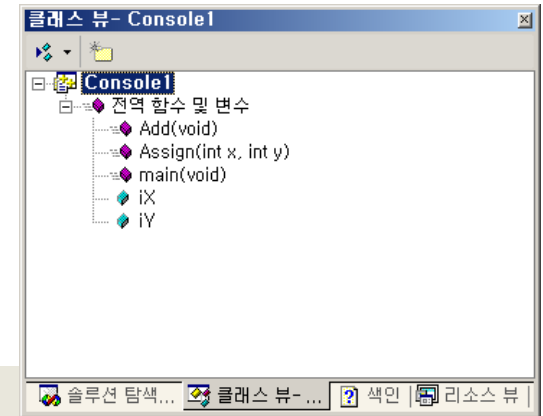 클래스 뷰- Console1
Console1
전역 함수 및 변수
Add(void)
Assign(int x, int y)
main(void)
iX
iY
솔루션 탐색... 클래스 뷰- ... 색인 리소스 뷰